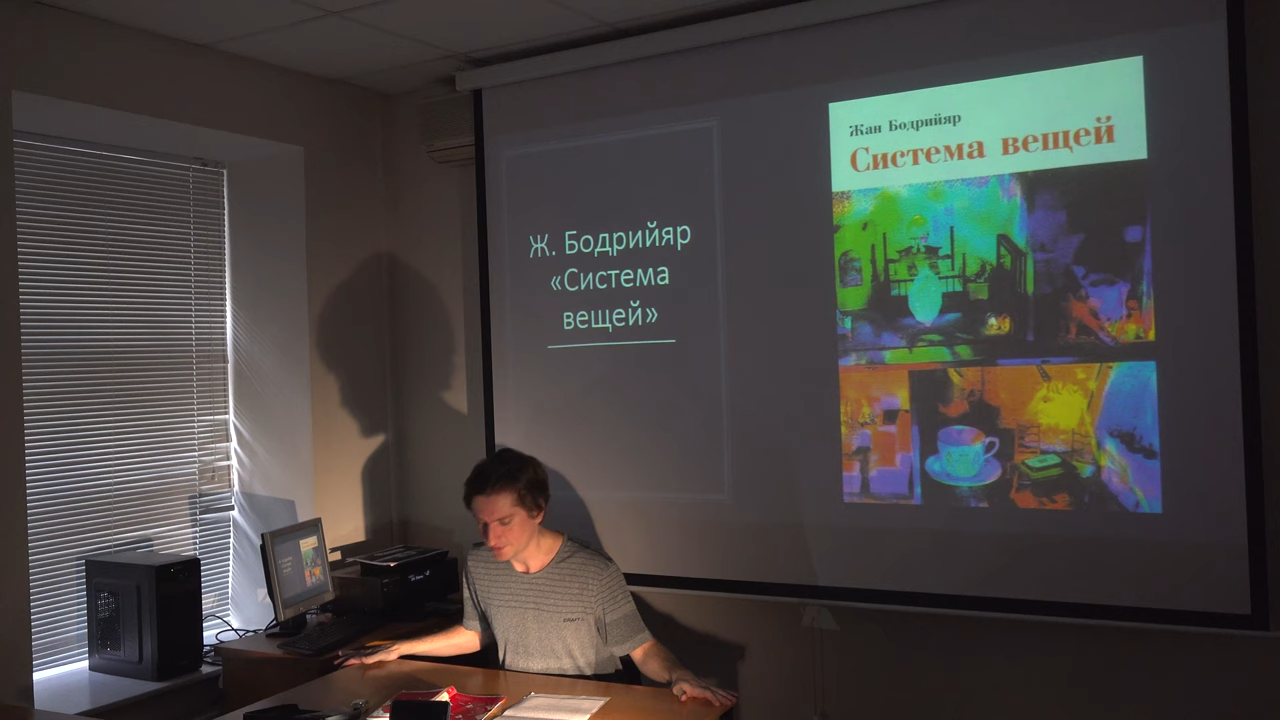 Ж. Бодрийяр
«Система
вещей»
Жан Бодрийяр
Система вещей